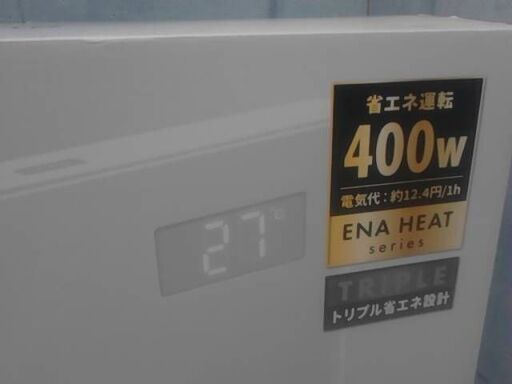 省エネ運転
400W
電気代:約12.4円/1h
ENA HEAT
series
27℃
TRIPLE
トリプル省エネ設計